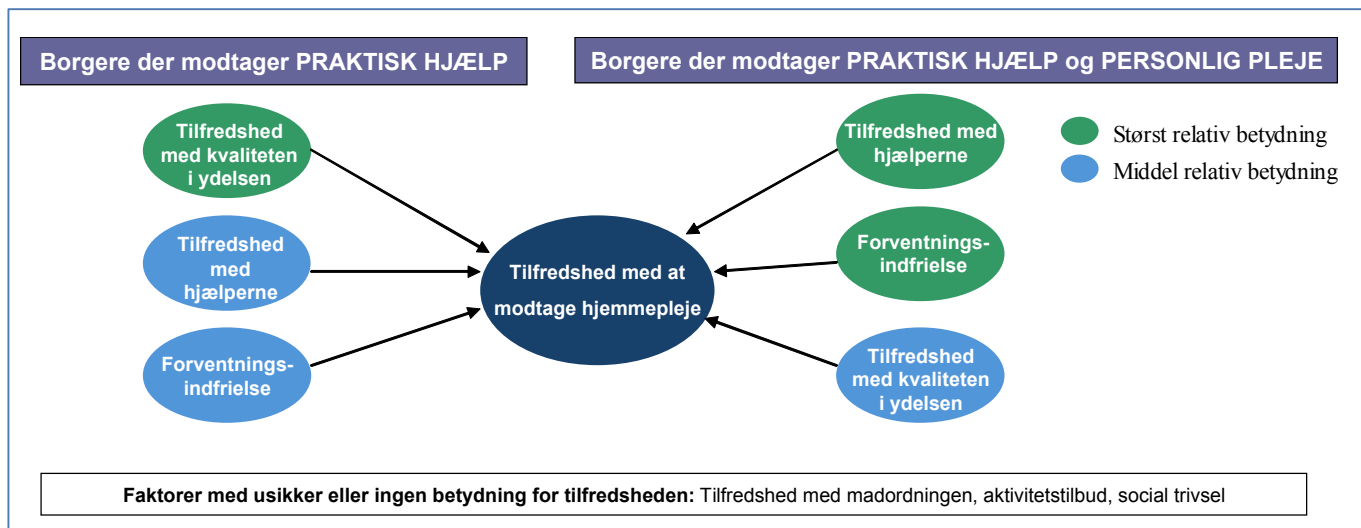 Borgere der modtager PRAKTISK HJÆLP
Borgere der modtager PRAKTISK HJÆLP og PERSONLIG PLEJE
Tilfredshed
med kvaliteten
i ydelsen
Tilfredshed
med
hjælperne
Forventnings-
indfrielse
Tilfredshed med at
modtage hjemmepleje
Tilfredshed med
hjælperne
Forventnings-
indfrielse
Tilfredshed
med kvaliteten
i ydelsen
Størst relativ betydning
Middel relativ betydning
Faktorer med usikker eller ingen betydning for tilfredsheden: Tilfredshed med madordningen, aktivitetstilbud, social trivsel